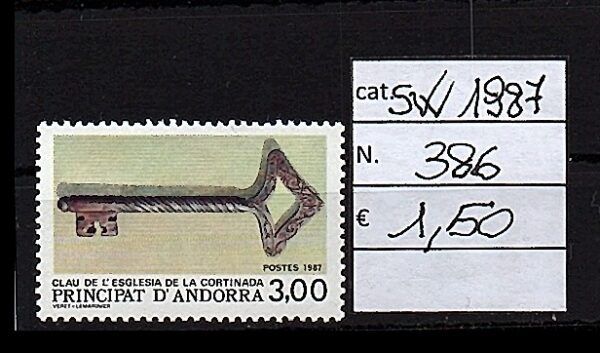 POSTES 1987
CLAU DE L'ESGLESIA DE LA CORTINADA
PRINCIPAT D'ANDORRA 3,00
VERET-LEMARINIER
cat. SW 1987
N. 386
€ 1,50